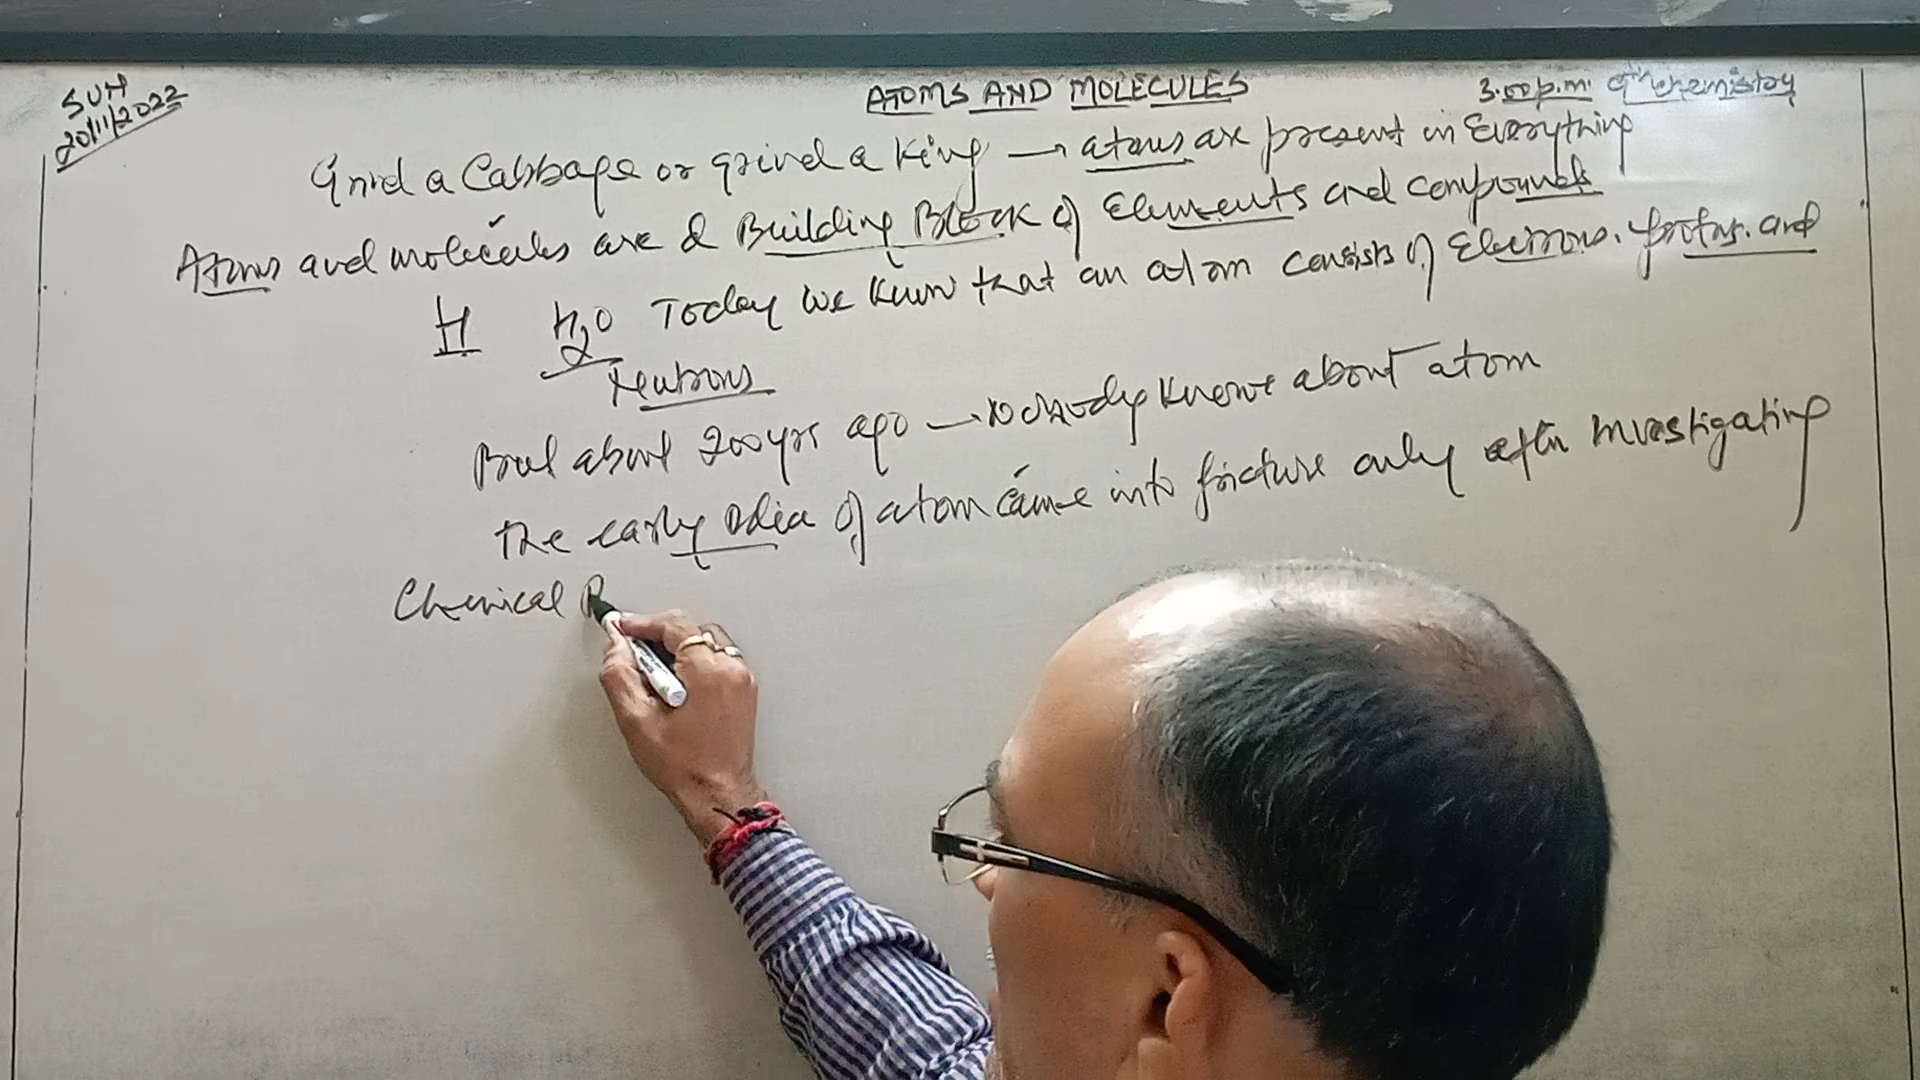 SUN
20/11/2022
ATOMS AND MOLECULES
3.00 p.m. 9th Chemistry
Grind a Cabbage or grind a King → atoms are present in Everything
Atoms and molecules are Building Block of Elements and compounds
H H₂O Today we know that an atom consists of Electrons, Protons. and
Neutrons
But about 200 yrs ago → Nobody knows about atom
The early Idea of atom came into picture only after investigating
Chemical R